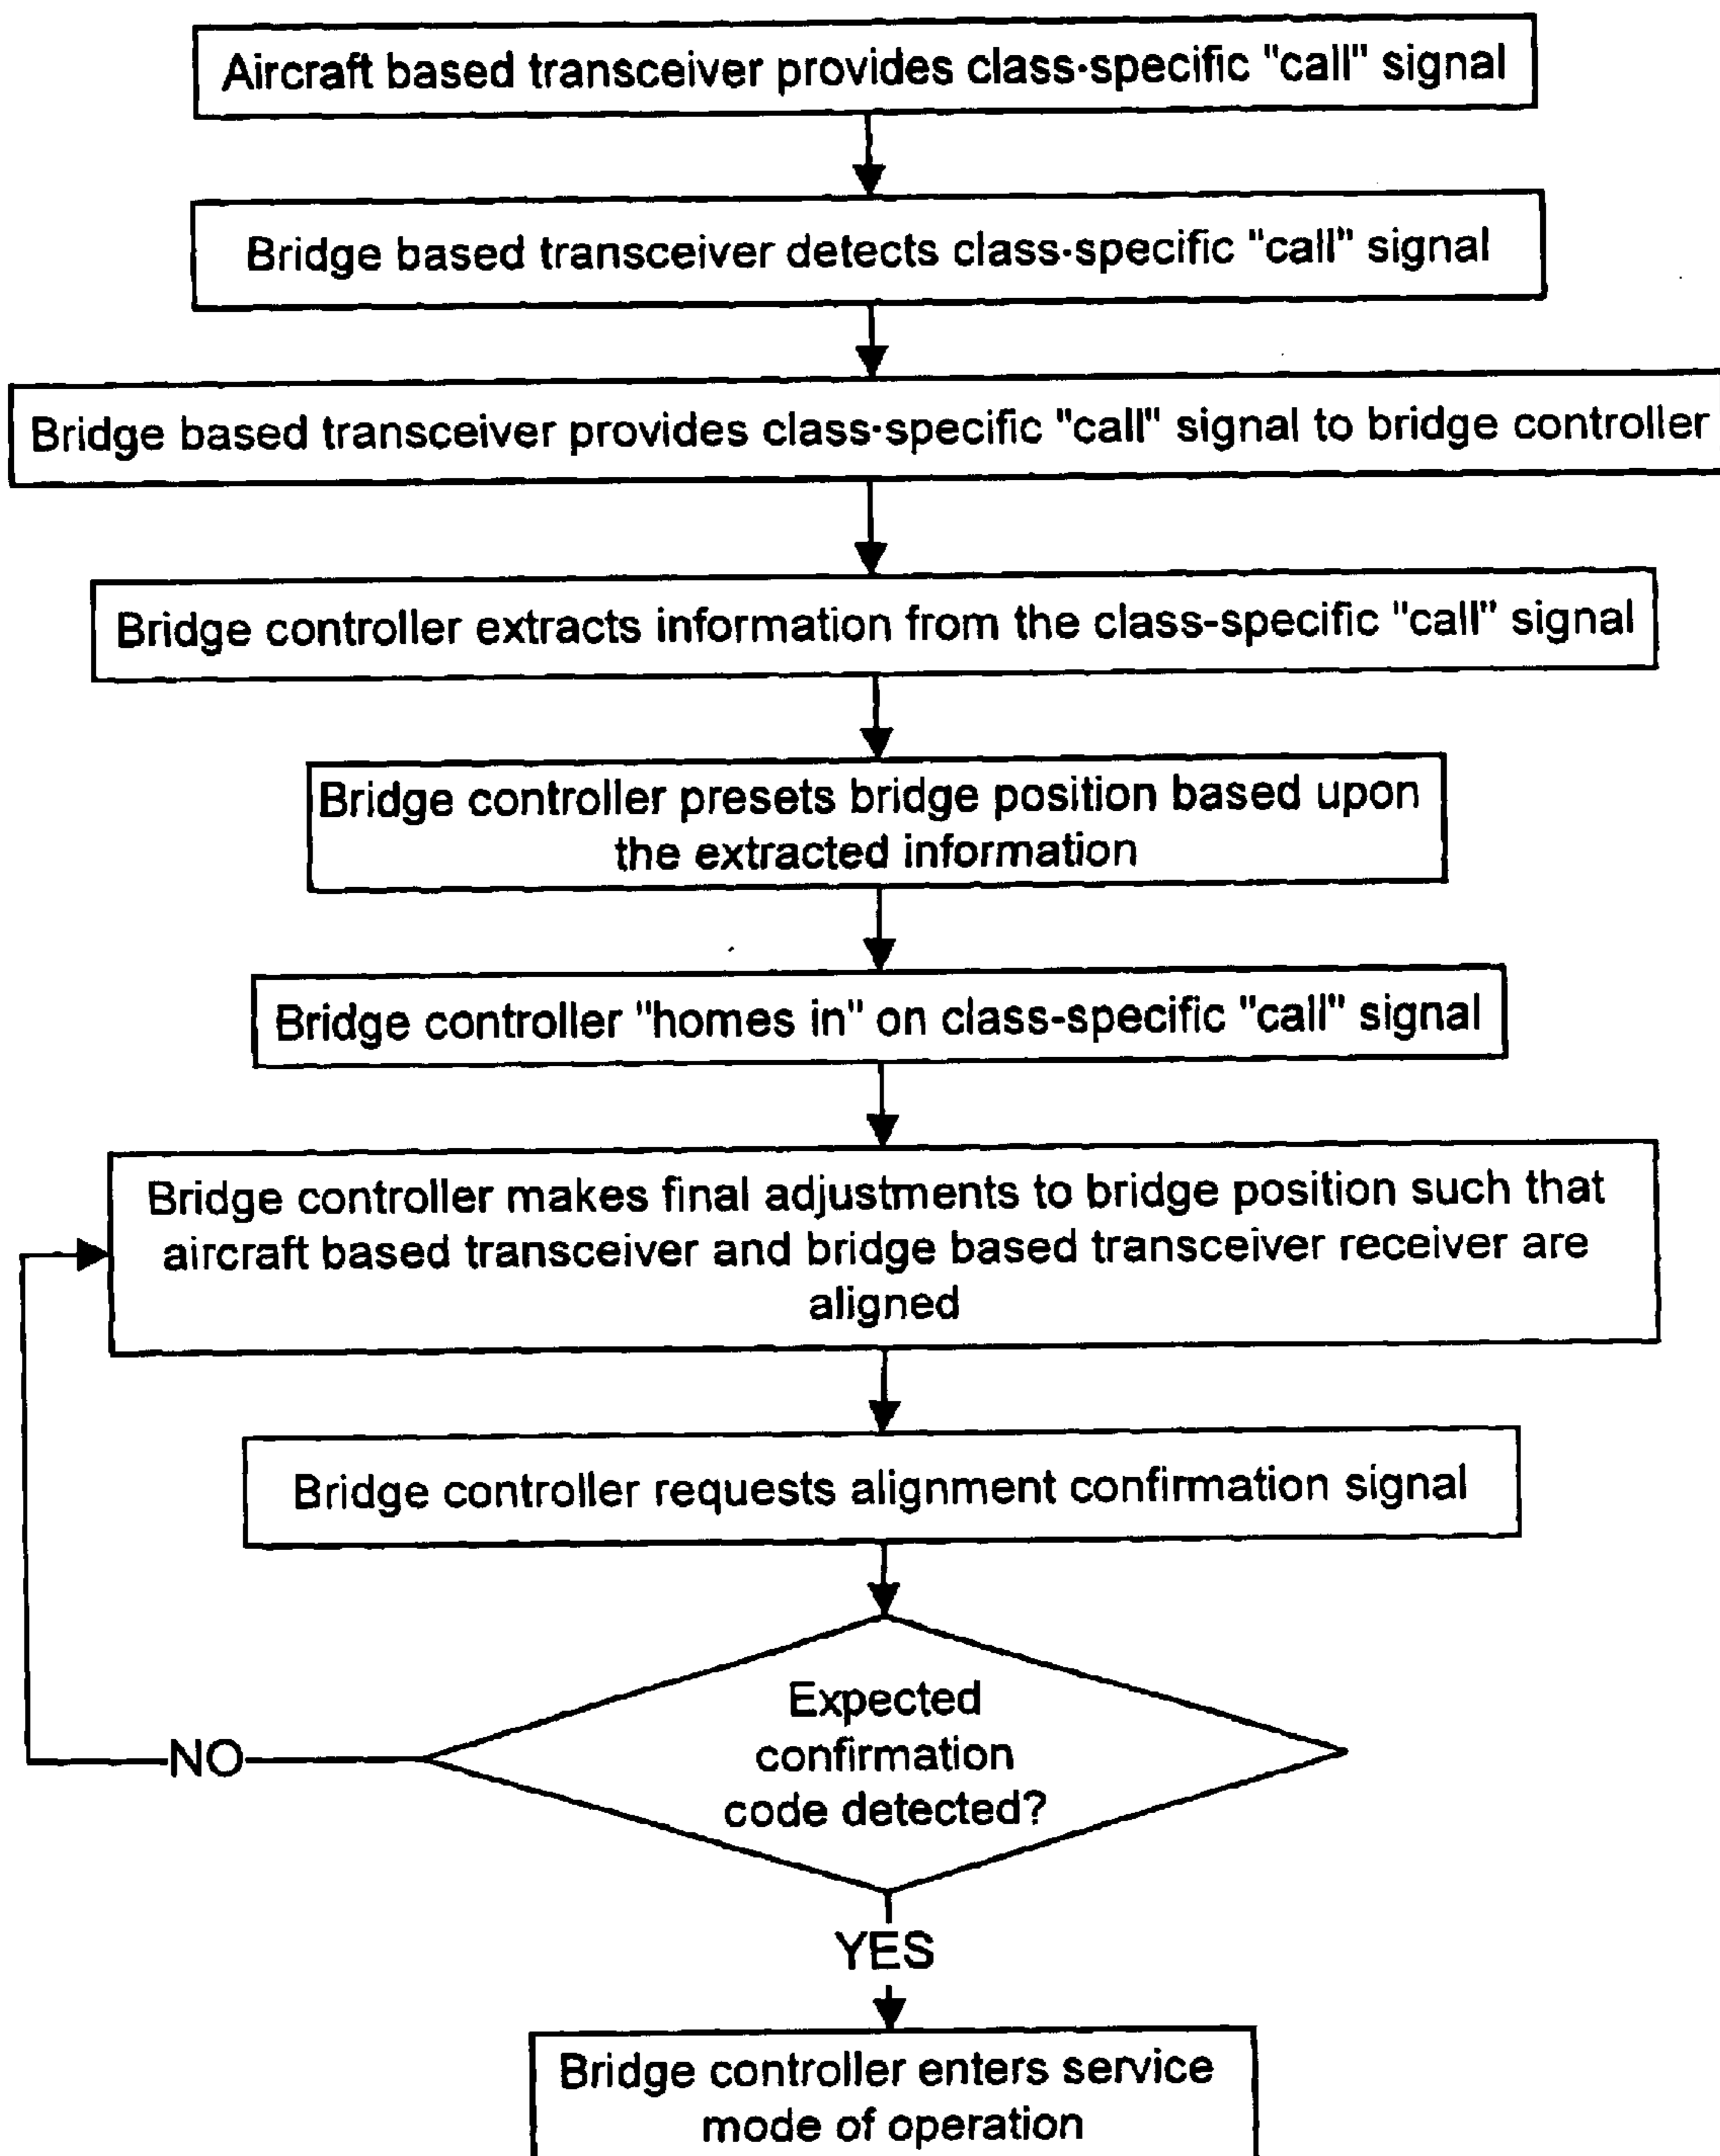 Aircraft based transceiver provides class-specific "call" signal
Bridge based transceiver detects class-specific "call" signal
Bridge based transceiver provides class-specific "call" signal to bridge controller
Bridge controller extracts information from the class-specific "call" signal
Bridge controller presets bridge position based upon
the extracted information
Bridge controller "homes in" on class-specific "call" signal
Bridge controller makes final adjustments to bridge position such that
aircraft based transceiver and bridge based transceiver receiver are
aligned
Bridge controller requests alignment confirmation signal
Expected
confirmation
code detected?
NO
YES
Bridge controller enters service
mode of operation